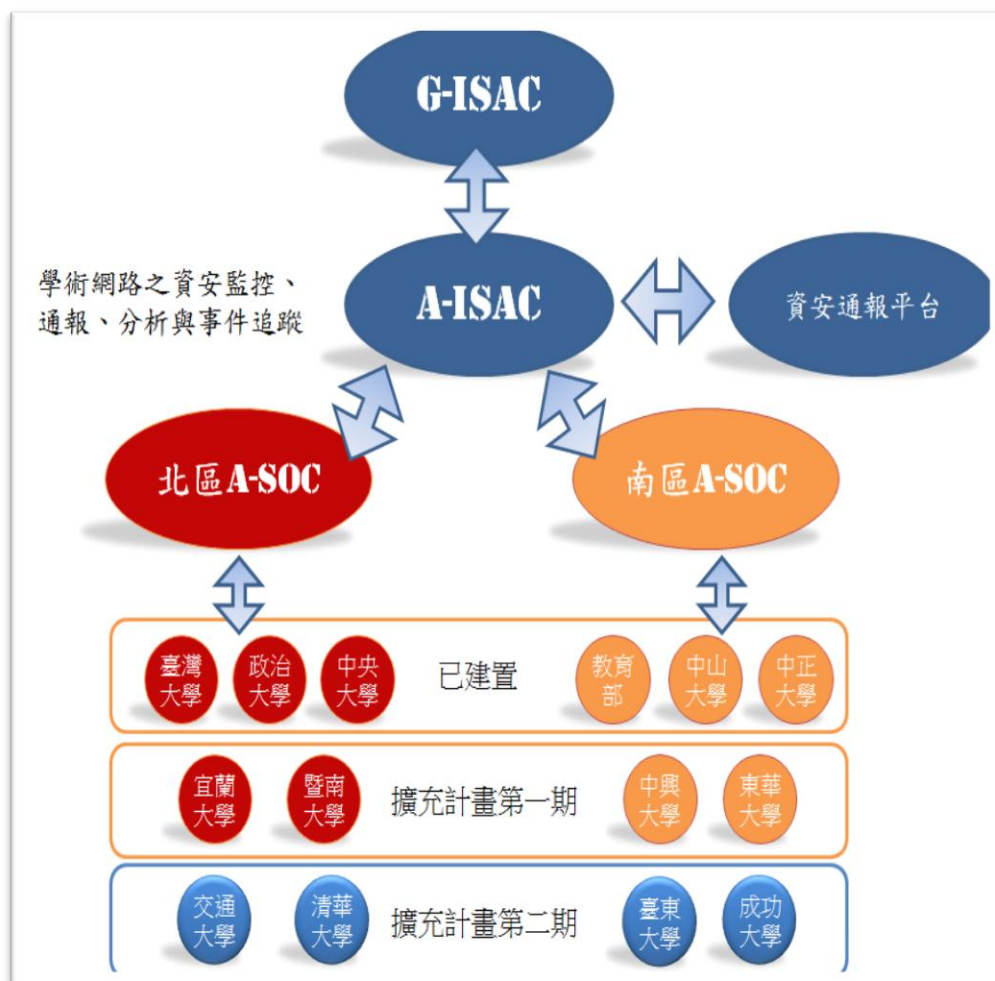 G-ISAC
學術網路之資安監控、
通報、分析與事件追蹤
A-ISAC
資安通報平台
北區A-SOC
南區A-SOC
臺灣
大學
政治
大學
中央
大學
已建置
教育
部
中山
大學
中正
大學
宜蘭
大學
暨南
大學
擴充計畫第一期
中興
大學
東華
大學
交通
大學
清華
大學
擴充計畫第二期
臺東
大學
成功
大學